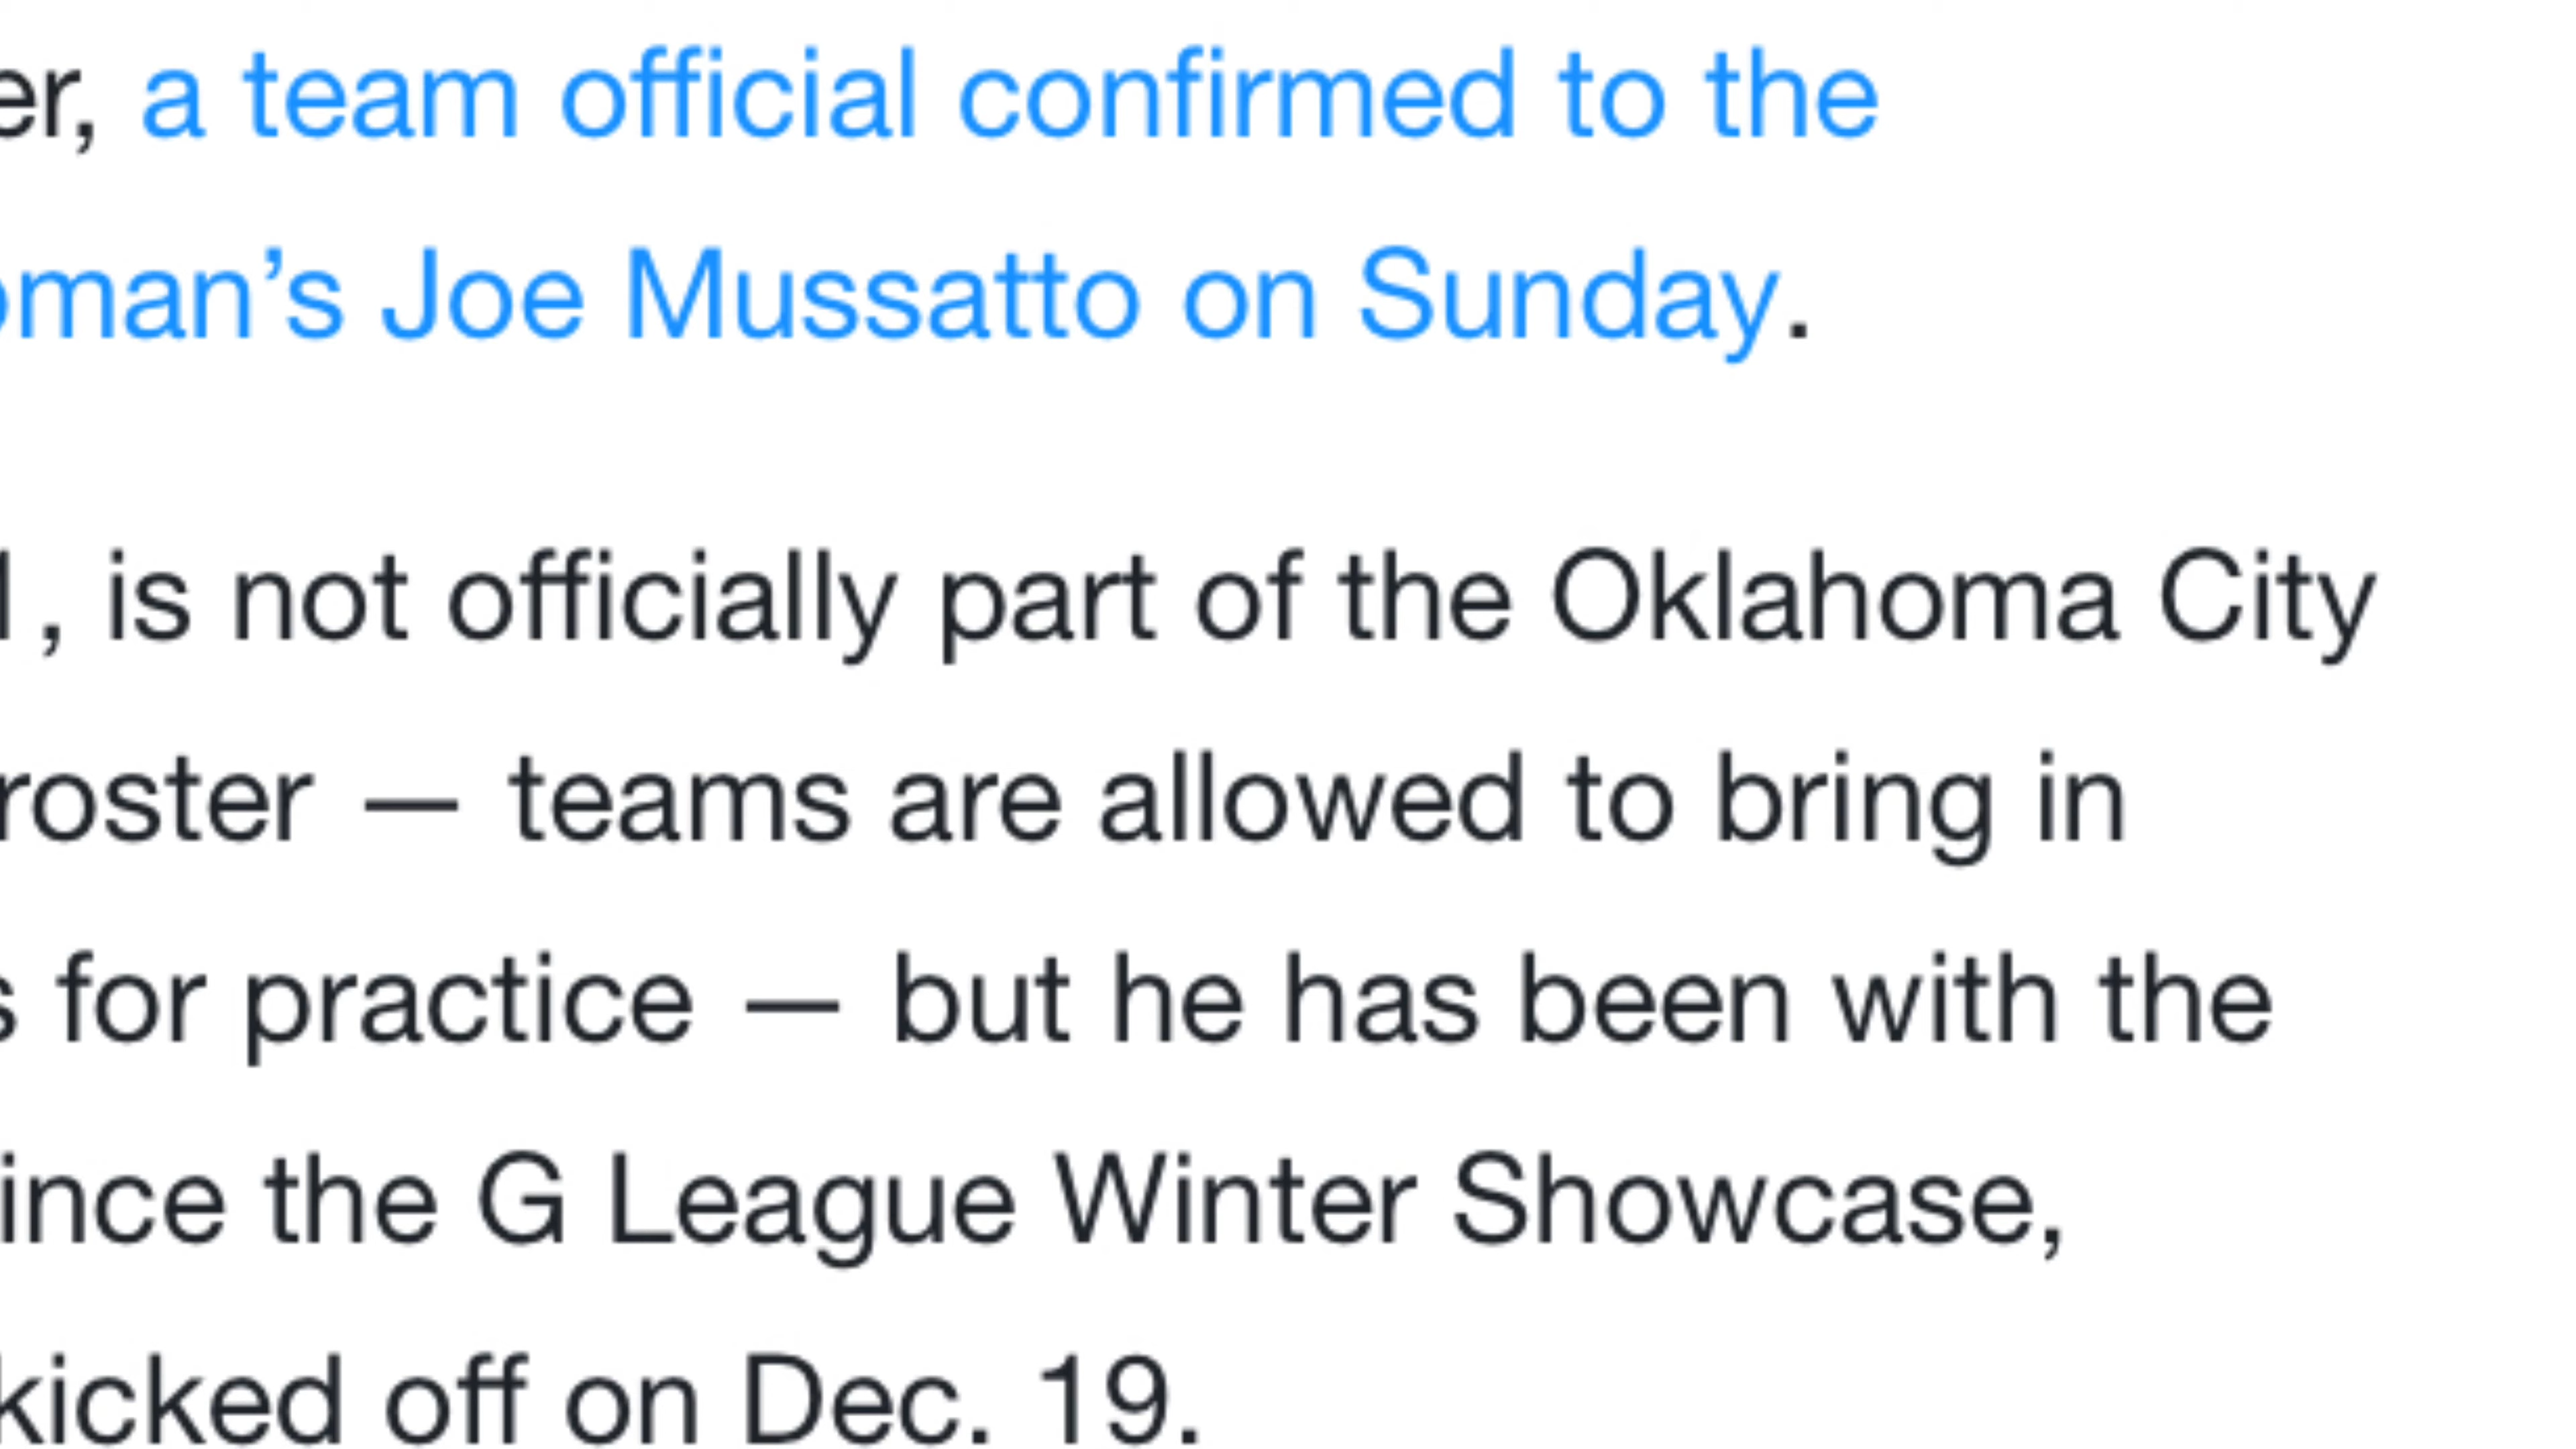 er, a team official confirmed to the
oman’s Joe Mussatto on Sunday.
, is not officially part of the Oklahoma City
roster — teams are allowed to bring in
s for practice — but he has been with the
ince the G League Winter Showcase,
kicked off on Dec. 19.